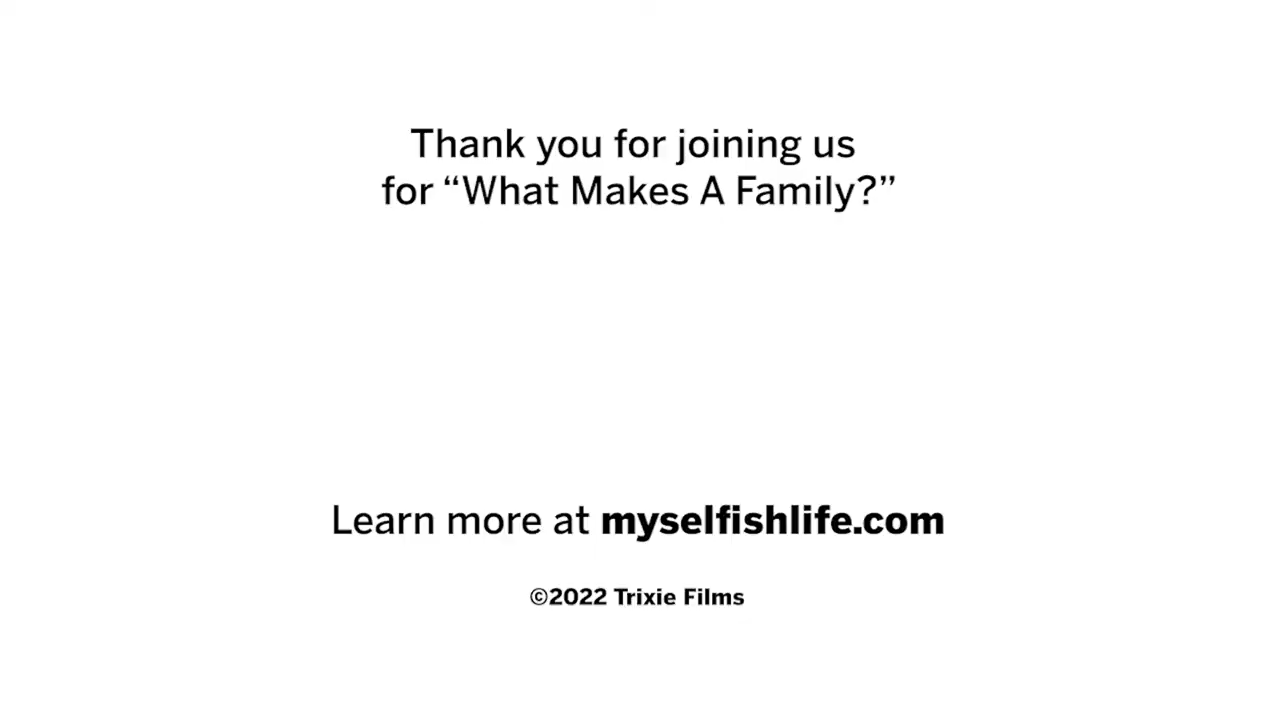 Thank you for joining us
for “What Makes A Family?”
Learn more at myselfishlife.com
©2022 Trixie Films